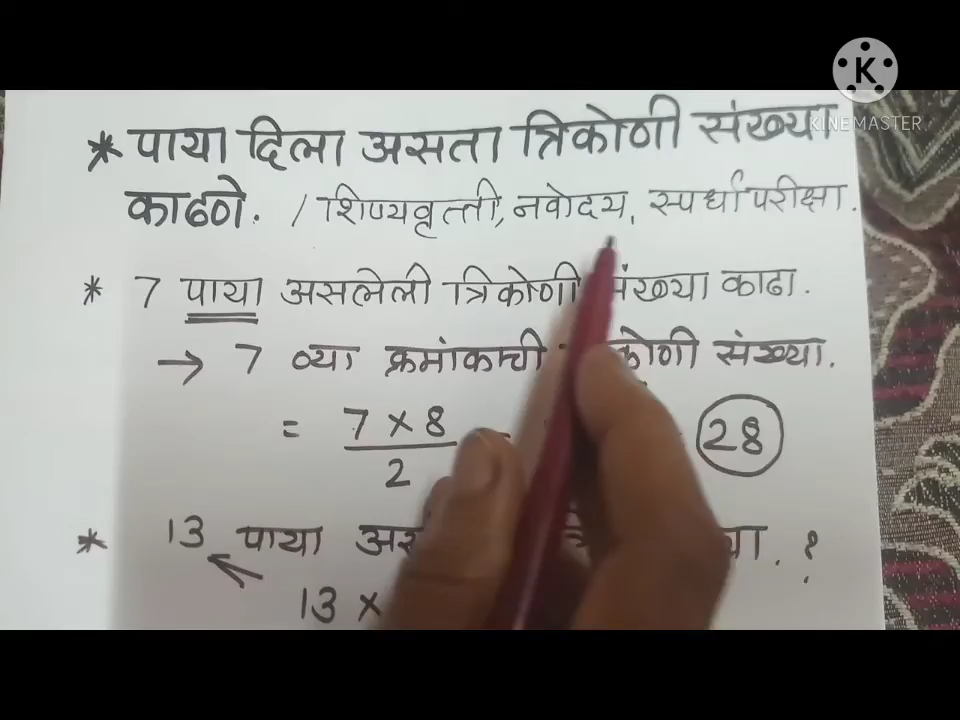 K
KINEMASTER
* पाया दिला असता त्रिकोणी संख्या
काढणे. / शिष्यवृत्ती, नवोदय, स्पर्धा परीक्षा.
* 7 पाया असलेली त्रिकोणी संख्या काढा.
→ 7 व्या क्रमांकाची संख्या.
= 7 × 8 / 2 28
* 13 पाया ?
13 ×